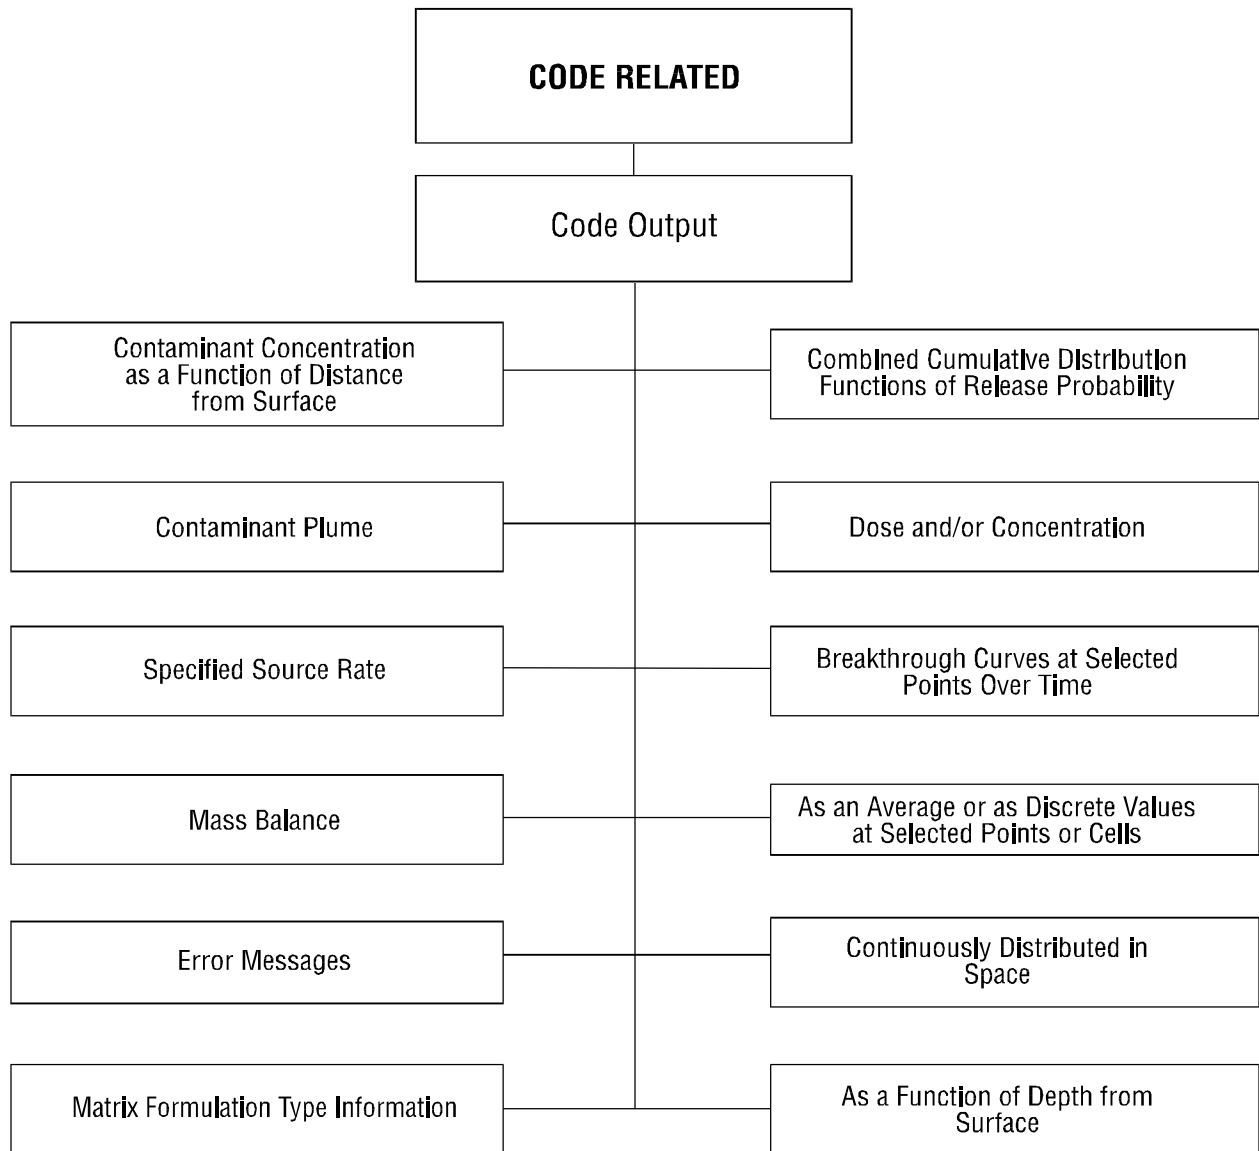 CODE RELATED
Code Output
Contaminant Concentration
as a Function of Distance
from Surface
Combined Cumulative Distribution
Functions of Release Probability
Contaminant Plume
Dose and/or Concentration
Specified Source Rate
Breakthrough Curves at Selected
Points Over Time
Mass Balance
As an Average or as Discrete Values
at Selected Points or Cells
Error Messages
Continuously Distributed in
Space
Matrix Formulation Type Information
As a Function of Depth from
Surface